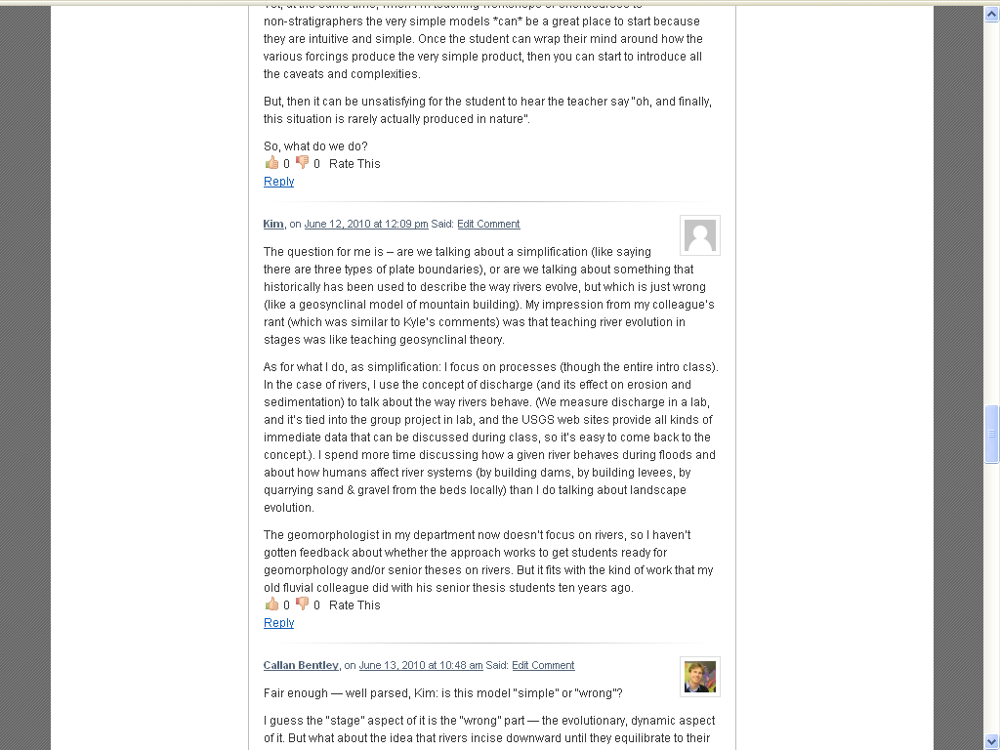 non-stratigraphers the very simple models *can* be a great place to start because
they are intuitive and simple. Once the student can wrap their mind around how the
various forcings produce the very simple product, then you can start to introduce all
the caveats and complexities.
But, then it can be unsatisfying for the student to hear the teacher say "oh, and finally,
this situation is rarely actually produced in nature".
So, what do we do?
0 0 Rate This
Reply
Kim, on June 12, 2010 at 12:09 pm Said: Edit Comment
The question for me is – are we talking about a simplification (like saying
there are three types of plate boundaries), or are we talking about something that
historically has been used to describe the way rivers evolve, but which is just wrong
(like a geosynclinal model of mountain building). My impression from my colleague's
rant (which was similar to Kyle's comments) was that teaching river evolution in
stages was like teaching geosynclinal theory.
As for what I do, as simplification: I focus on processes (though the entire intro class).
In the case of rivers, I use the concept of discharge (and its effect on erosion and
sedimentation) to talk about the way rivers behave. (We measure discharge in a lab,
and it's tied into the group project in lab, and the USGS web sites provide all kinds of
immediate data that can be discussed during class, so it's easy to come back to the
concept.). I spend more time discussing how a given river behaves during floods and
about how humans affect river systems (by building dams, by building levees, by
quarrying sand & gravel from the beds locally) than I do talking about landscape
evolution.
The geomorphologist in my department now doesn't focus on rivers, so I haven't
gotten feedback about whether the approach works to get students ready for
geomorphology and/or senior theses on rivers. But it fits with the kind of work that my
old fluvial colleague did with his senior thesis students ten years ago.
0 0 Rate This
Reply
Callan Bentley, on June 13, 2010 at 10:48 am Said: Edit Comment
Fair enough — well parsed, Kim: is this model "simple" or "wrong"?
I guess the "stage" aspect of it is the "wrong" part — the evolutionary, dynamic aspect
of it. But what about the idea that rivers incise downward until they equilibrate to their